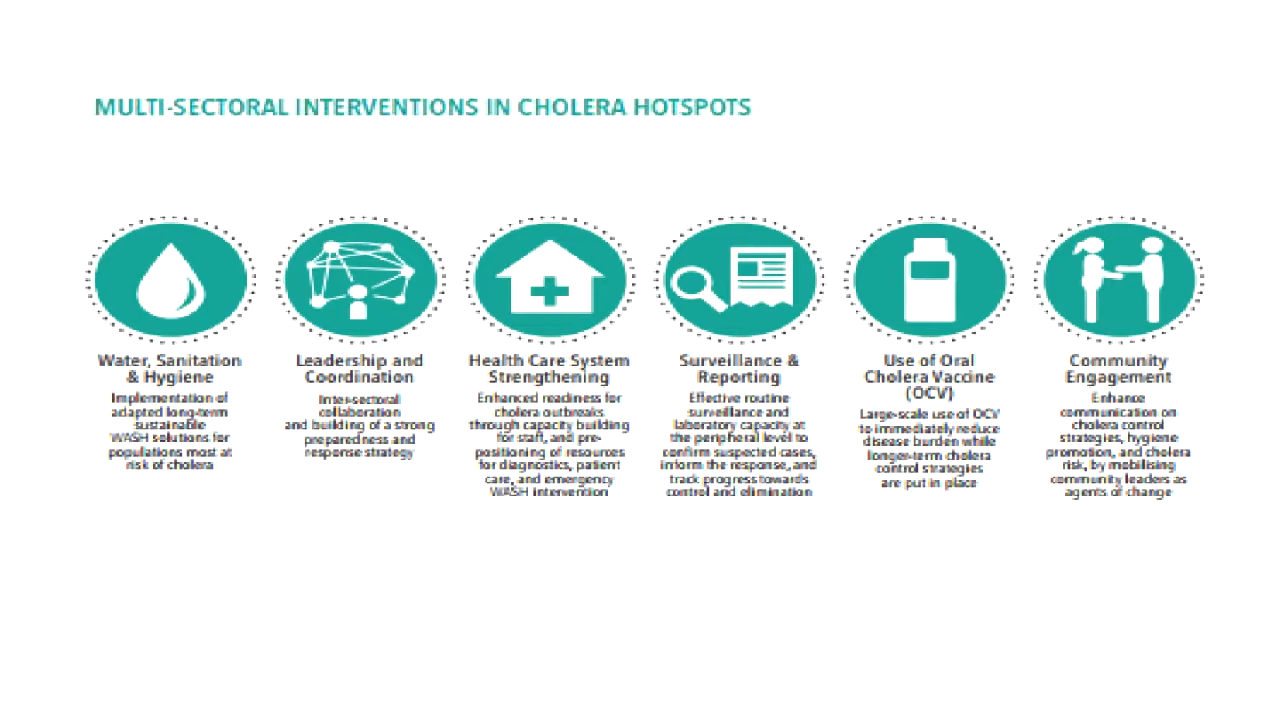 MULTI-SECTORAL INTERVENTIONS IN CHOLERA HOTSPOTS
Water, Sanitation
& Hygiene
Implementation of
adapted long-term
sustainable
WASH solutions for
populations most at
risk of cholera
Leadership and
Coordination
Inter-sectoral
collaboration
and building of a strong
preparedness and
response strategy
Health Care System
Strengthening
Enhanced readiness for
cholera outbreaks
through capacity building
for staff, and pre-
positioning of resources
for diagnostics, patient
care, and emergency
WASH intervention
Surveillance &
Reporting
Effective routine
surveillance and
laboratory capacity at
the peripheral level to
confirm suspected cases,
inform the response, and
track progress towards
control and elimination
Use of Oral
Cholera Vaccine
(OCV)
Large-scale use of OCV
to immediately reduce
disease burden while
longer-term cholera
control strategies
are put in place
Community
Engagement
Enhance
communication on
cholera control
strategies, hygiene
promotion, and cholera
risk, by mobilising
community leaders as
agents of change